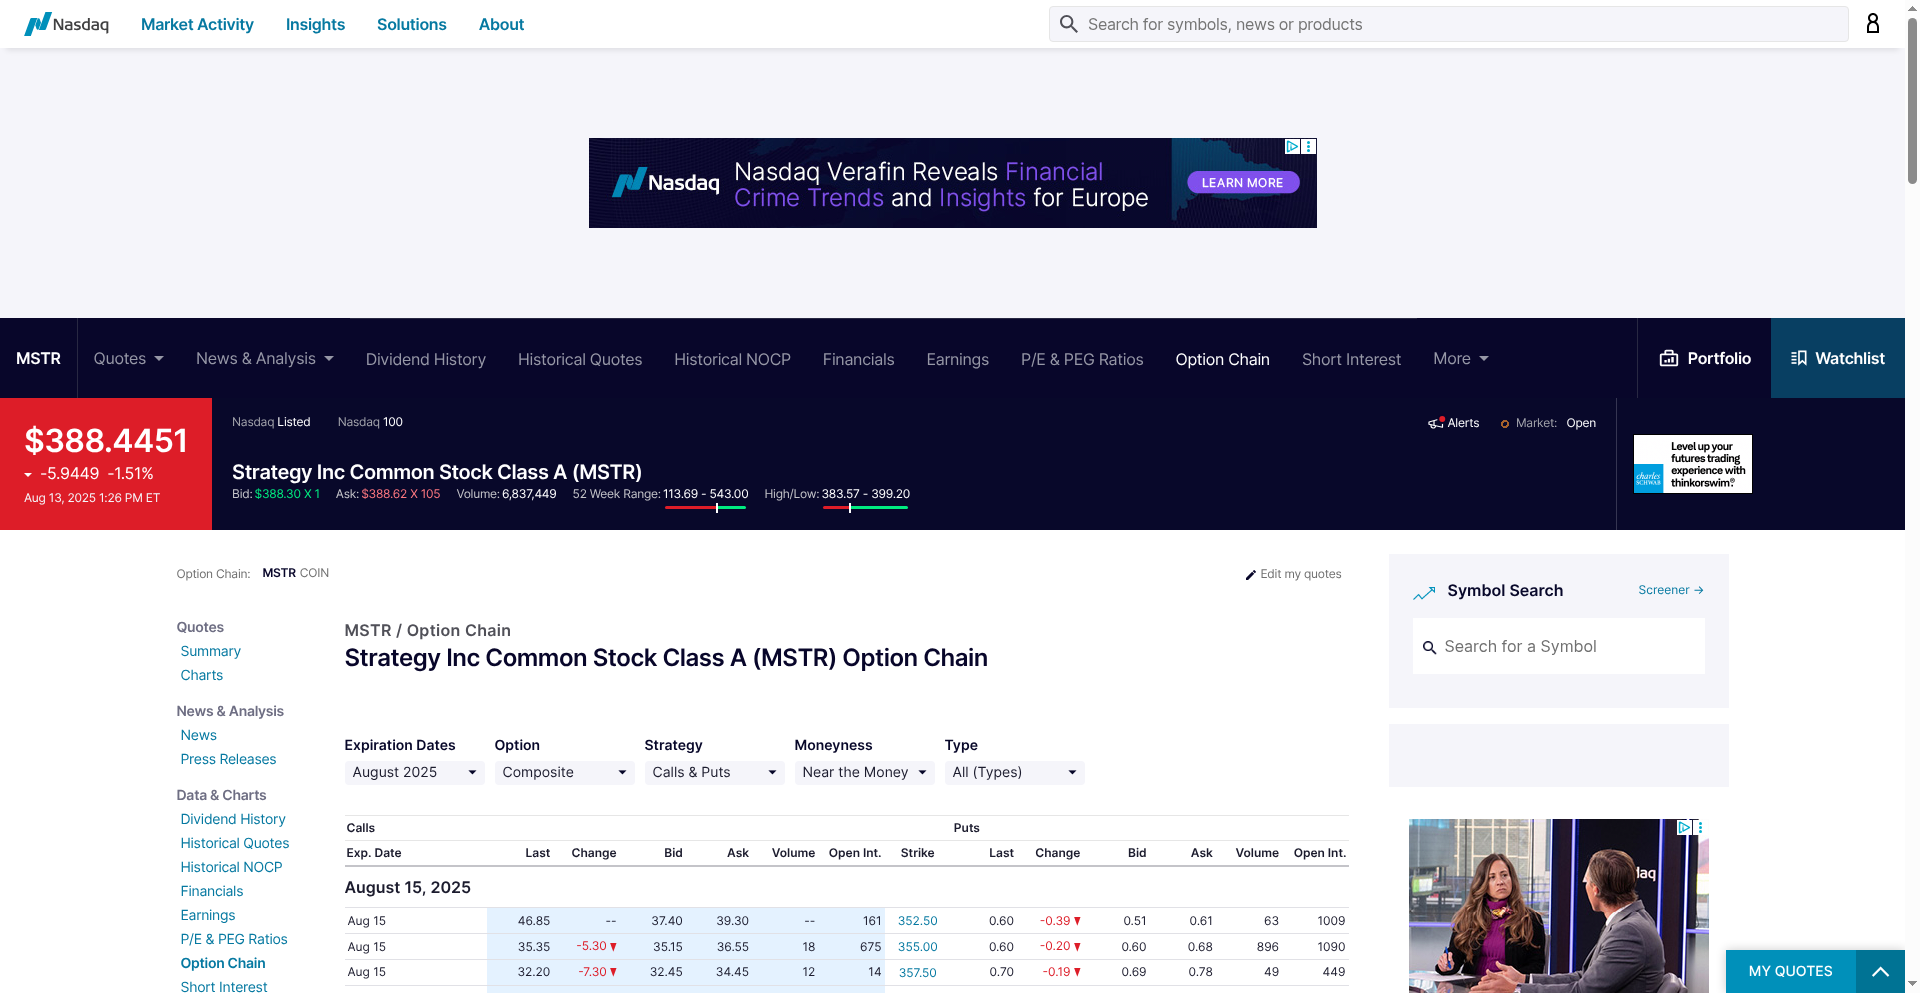 Nasdaq
Market Activity
Insights
Solutions
About
Search for symbols, news or products
Nasdaq
Nasdaq Verafin Reveals Financial
Crime Trends and Insights for Europe
LEARN MORE
MSTR
Quotes
News & Analysis
Dividend History
Historical Quotes
Historical NOCP
Financials
Earnings
P/E & PEG Ratios
Option Chain
Short Interest
More
Portfolio
Watchlist
$388.4451
-5.9449 -1.51%
Aug 13, 2025 1:26 PM ET
Nasdaq Listed
Nasdaq 100
Alerts
Market: Open
Strategy Inc Common Stock Class A (MSTR)
Bid: $388.30 X 1 Ask: $388.62 X 105 Volume: 6,837,449 52 Week Range: 113.69 - 543.00 High/Low: 383.57 - 399.20
Level up your
futures trading
experience with
thinkorswim.®
charles
SCHWAB
Option Chain: MSTR COIN
Edit my quotes
Quotes
Summary
Charts
News & Analysis
News
Press Releases
Data & Charts
Dividend History
Historical Quotes
Historical NOCP
Financials
Earnings
P/E & PEG Ratios
Option Chain
Short Interest
MSTR / Option Chain
Strategy Inc Common Stock Class A (MSTR) Option Chain
Expiration Dates Option Strategy Moneyness Type
August 2025 Composite Calls & Puts Near the Money All (Types)
Calls Puts
Exp. Date Last Change Bid Ask Volume Open Int. Strike Last Change Bid Ask Volume Open Int.
August 15, 2025
Aug 15 46.85 -- 37.40 39.30 -- 161 352.50 0.60 -0.39 ▼ 0.51 0.61 63 1009
Aug 15 35.35 -5.30 ▼ 35.15 36.55 18 675 355.00 0.60 -0.20 ▼ 0.60 0.68 896 1090
Aug 15 32.20 -7.30 ▼ 32.45 34.45 12 14 357.50 0.70 -0.19 ▼ 0.69 0.78 49 449
Symbol Search
Screener →
Search for a Symbol
daq
MY QUOTES